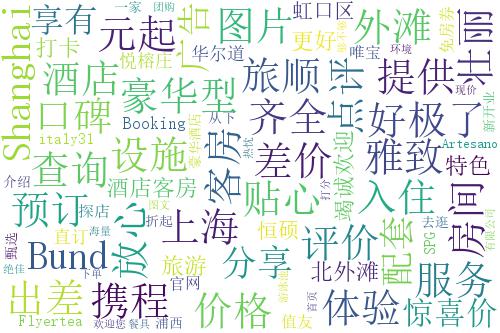 享有
一家
团购
广告
图片
虹口区
外滩
更好
免房券
壮丽
Shanghai
打卡
元起
悦榕庄
华尔道
唯宝
提供
酒店
豪华型
旅顺
点评
口碑
从下
Booking
齐全
好极了
新开业
环境
现价
italy31
豪华酒店
竭诚欢迎
Artesano
设施
客房
差价
雅致
特色
查询
热忱
介绍
酒店客房
贴心
入住
房间
预订
探店
放心
上海
恒硕
评价
配套
去逛
甄选
图文
直订
折起
Bund
海量
旅游
分享
北外滩
SPG
服务
绝佳
下单
官网
出差
携程
价格
值友
首页
体验
惊喜价
Flyertea
欢迎您
餐具
浦西
打分